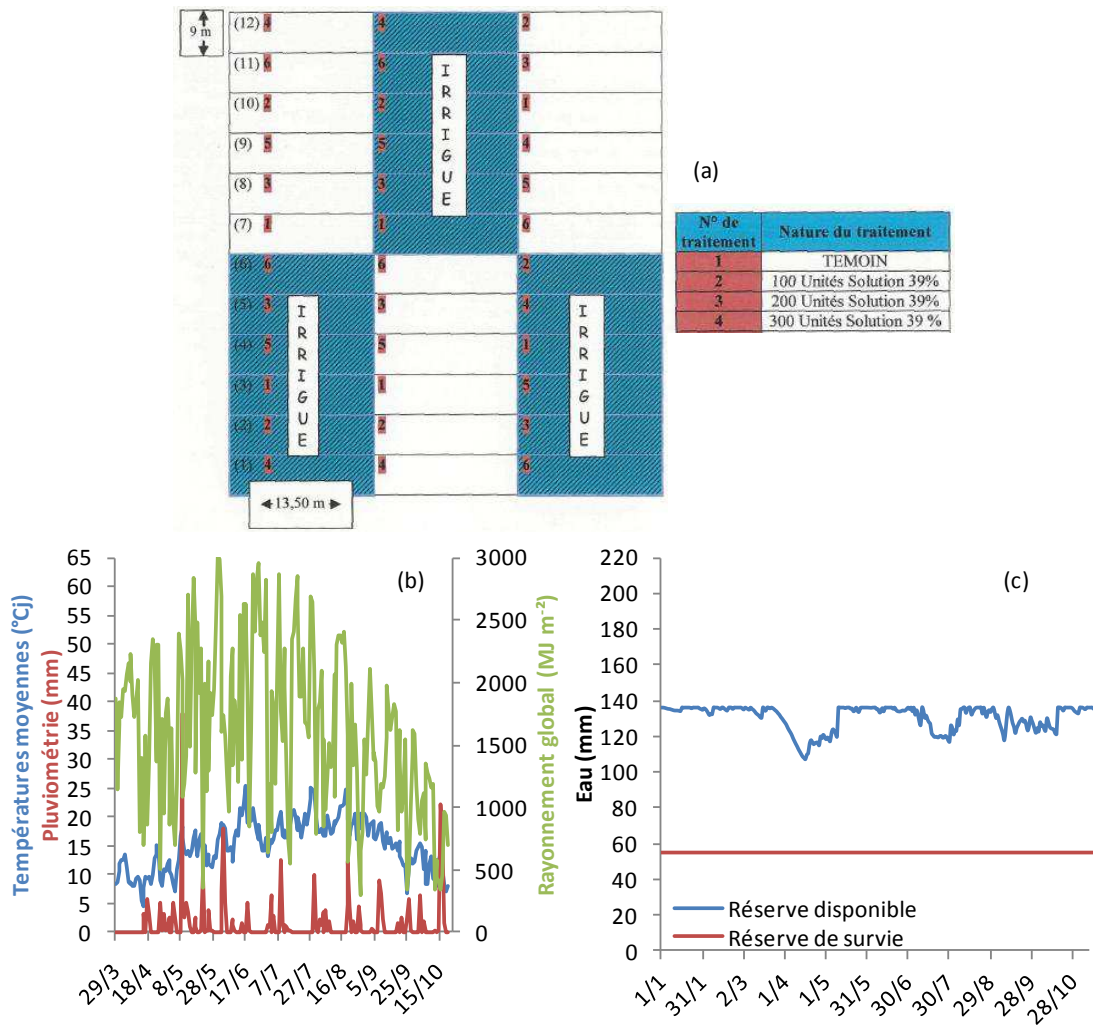 9 m
(12) 4 4 2
(11) 6 6 3
(10) 2 2 1
(9) 5 5 4
(8) 3 3 5
(7) 1 1 6
IRRIGUE
(6) 6 6 2
(5) 3 3 4
(4) 5 5 1
(3) 1 1 5
(2) 2 2 3
(1) 4 4 6
IRRIGUE
IRRIGUE
13,50 m
(a)
N° de traitement Nature du traitement
1 TEMOIN
2 100 Unités Solution 39%
3 200 Unités Solution 39%
4 300 Unités Solution 39 %
(b)
Températures moyennes (°Cj)
Pluviométrie (mm)
65
60
55
50
45
40
35
30
25
20
15
10
5
0
3000
2500
2000
1500
1000
500
0
Rayonnement global (MJ m⁻²)
29/3 18/4 8/5 28/5 17/6 7/7 27/7 16/8 5/9 25/9 15/10
(c)
Eau (mm)
220
200
180
160
140
120
100
80
60
40
20
0
Réserve disponible
Réserve de survie
1/1 31/1 2/3 1/4 1/5 31/5 30/6 30/7 29/8 28/9 28/10